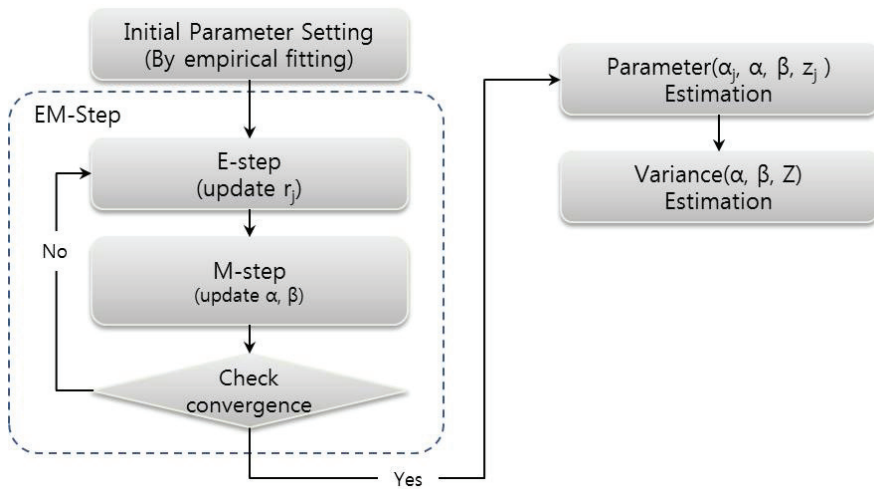 Initial Parameter Setting
(By empirical fitting)
EM-Step
E-step
(update rⱼ)
No
M-step
(update α, β)
Check
convergence
Yes
Parameter(αⱼ, α, β, zⱼ )
Estimation
Variance(α, β, Z)
Estimation